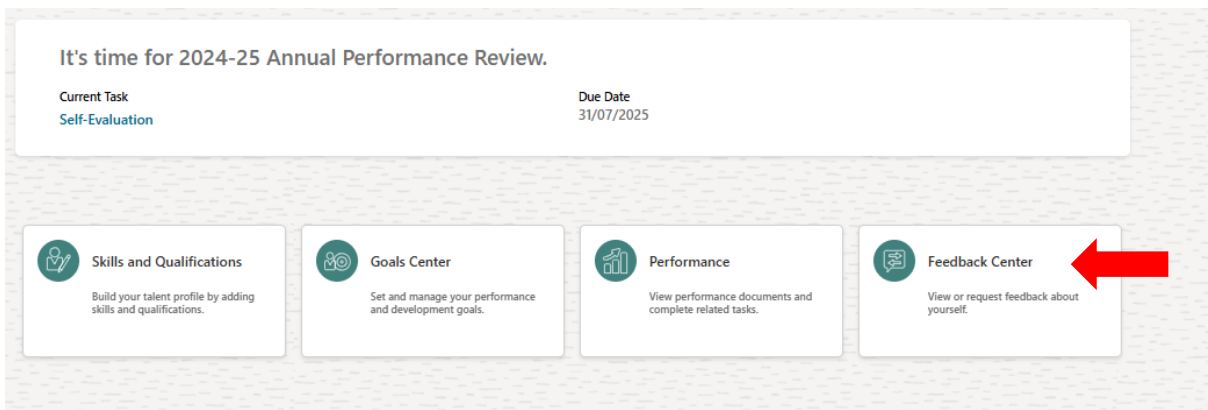 It's time for 2024-25 Annual Performance Review.
Current Task
Due Date
Self-Evaluation
31/07/2025
Skills and Qualifications
Build your talent profile by adding
skills and qualifications.
Goals Center
Set and manage your performance
and development goals.
Performance
View performance documents and
complete related tasks.
Feedback Center
View or request feedback about
yourself.